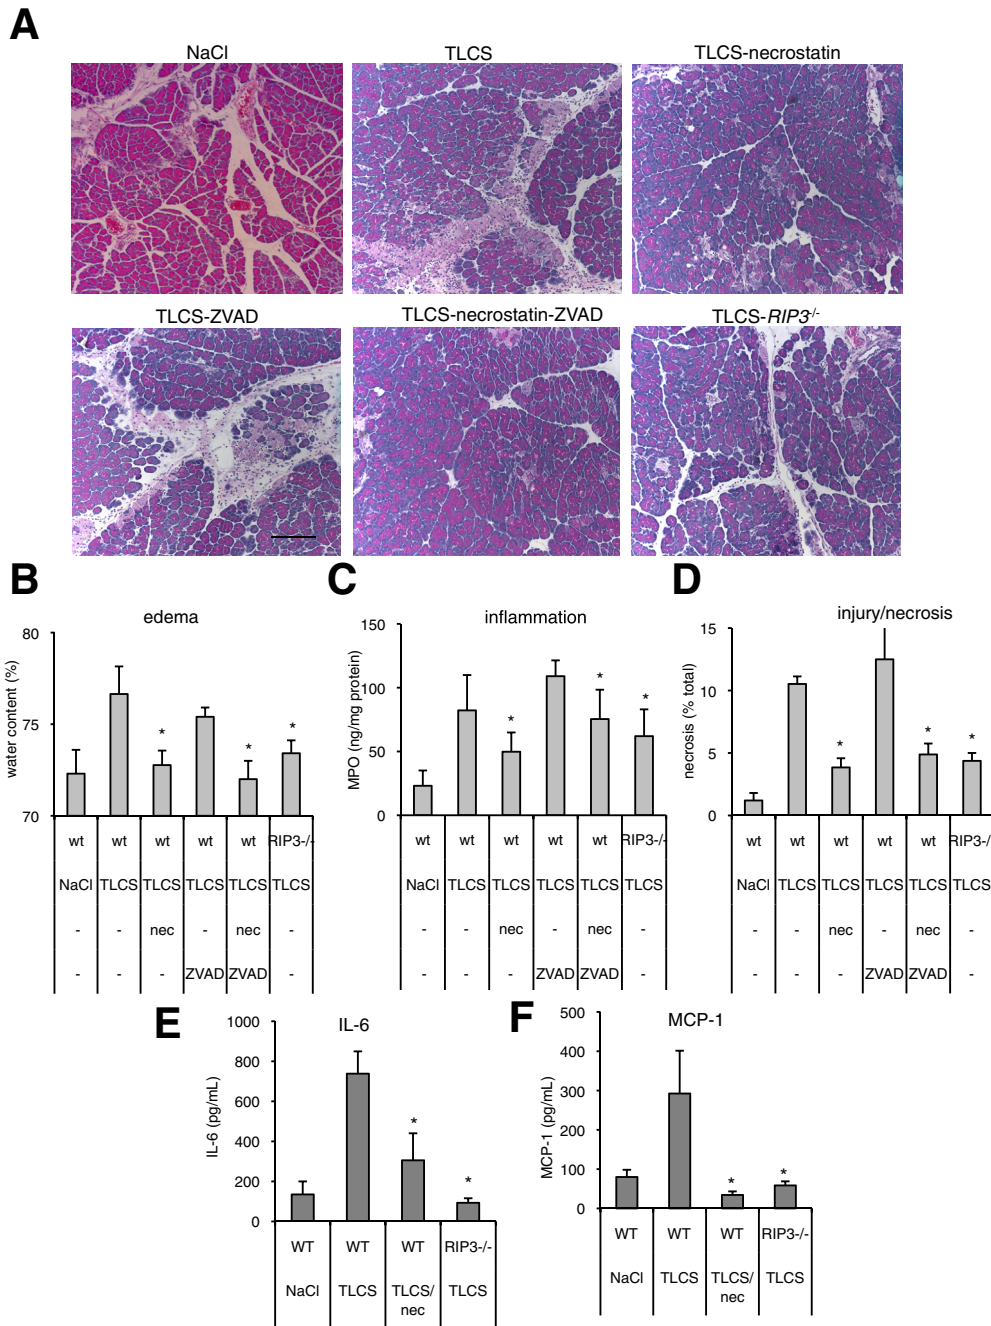 A
NaCl TLCS TLCS-necrostatin
TLCS-ZVAD TLCS-necrostatin-ZVAD TLCS-RIP3-/-
B
edema
water content (%)
80
75
70
* * *
wt wt wt wt wt RIP3-/-
NaCl TLCS TLCS TLCS TLCS TLCS
- - nec - nec -
- - - ZVAD ZVAD -
C
inflammation
MPO (ng/mg protein)
150
100
50
0
* * *
wt wt wt wt wt RIP3-/-
NaCl TLCS TLCS TLCS TLCS TLCS
- - nec - nec -
- - - ZVAD ZVAD -
D
injury/necrosis
necrosis (% total)
15
10
5
0
* * *
wt wt wt wt wt RIP3-/-
NaCl TLCS TLCS TLCS TLCS TLCS
- - nec - nec -
- - - ZVAD ZVAD -
E
IL-6
IL-6 (pg/mL)
1000
800
600
400
200
0
* *
WT WT WT RIP3-/-
NaCl TLCS TLCS/ TLCS
nec
F
MCP-1
MCP-1 (pg/mL)
500
400
300
200
100
0
* *
WT WT WT RIP3-/-
NaCl TLCS TLCS/ TLCS
nec